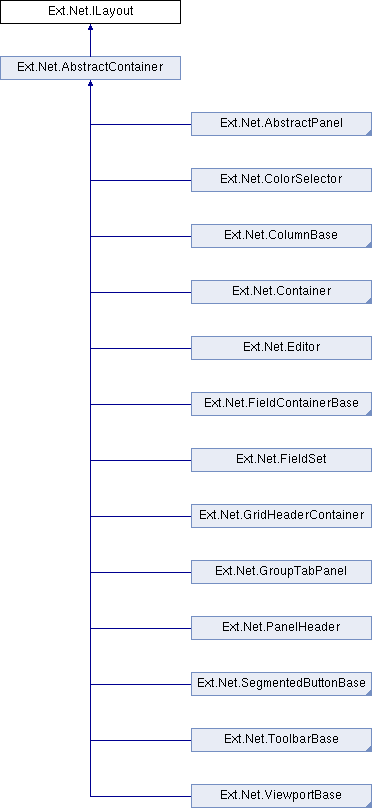 Ext.Net.ILayout
Ext.Net.AbstractContainer
Ext.Net.AbstractPanel
Ext.Net.ColorSelector
Ext.Net.ColumnBase
Ext.Net.Container
Ext.Net.Editor
Ext.Net.FieldContainerBase
Ext.Net.FieldSet
Ext.Net.GridHeaderContainer
Ext.Net.GroupTabPanel
Ext.Net.PanelHeader
Ext.Net.SegmentedButtonBase
Ext.Net.ToolbarBase
Ext.Net.ViewportBase